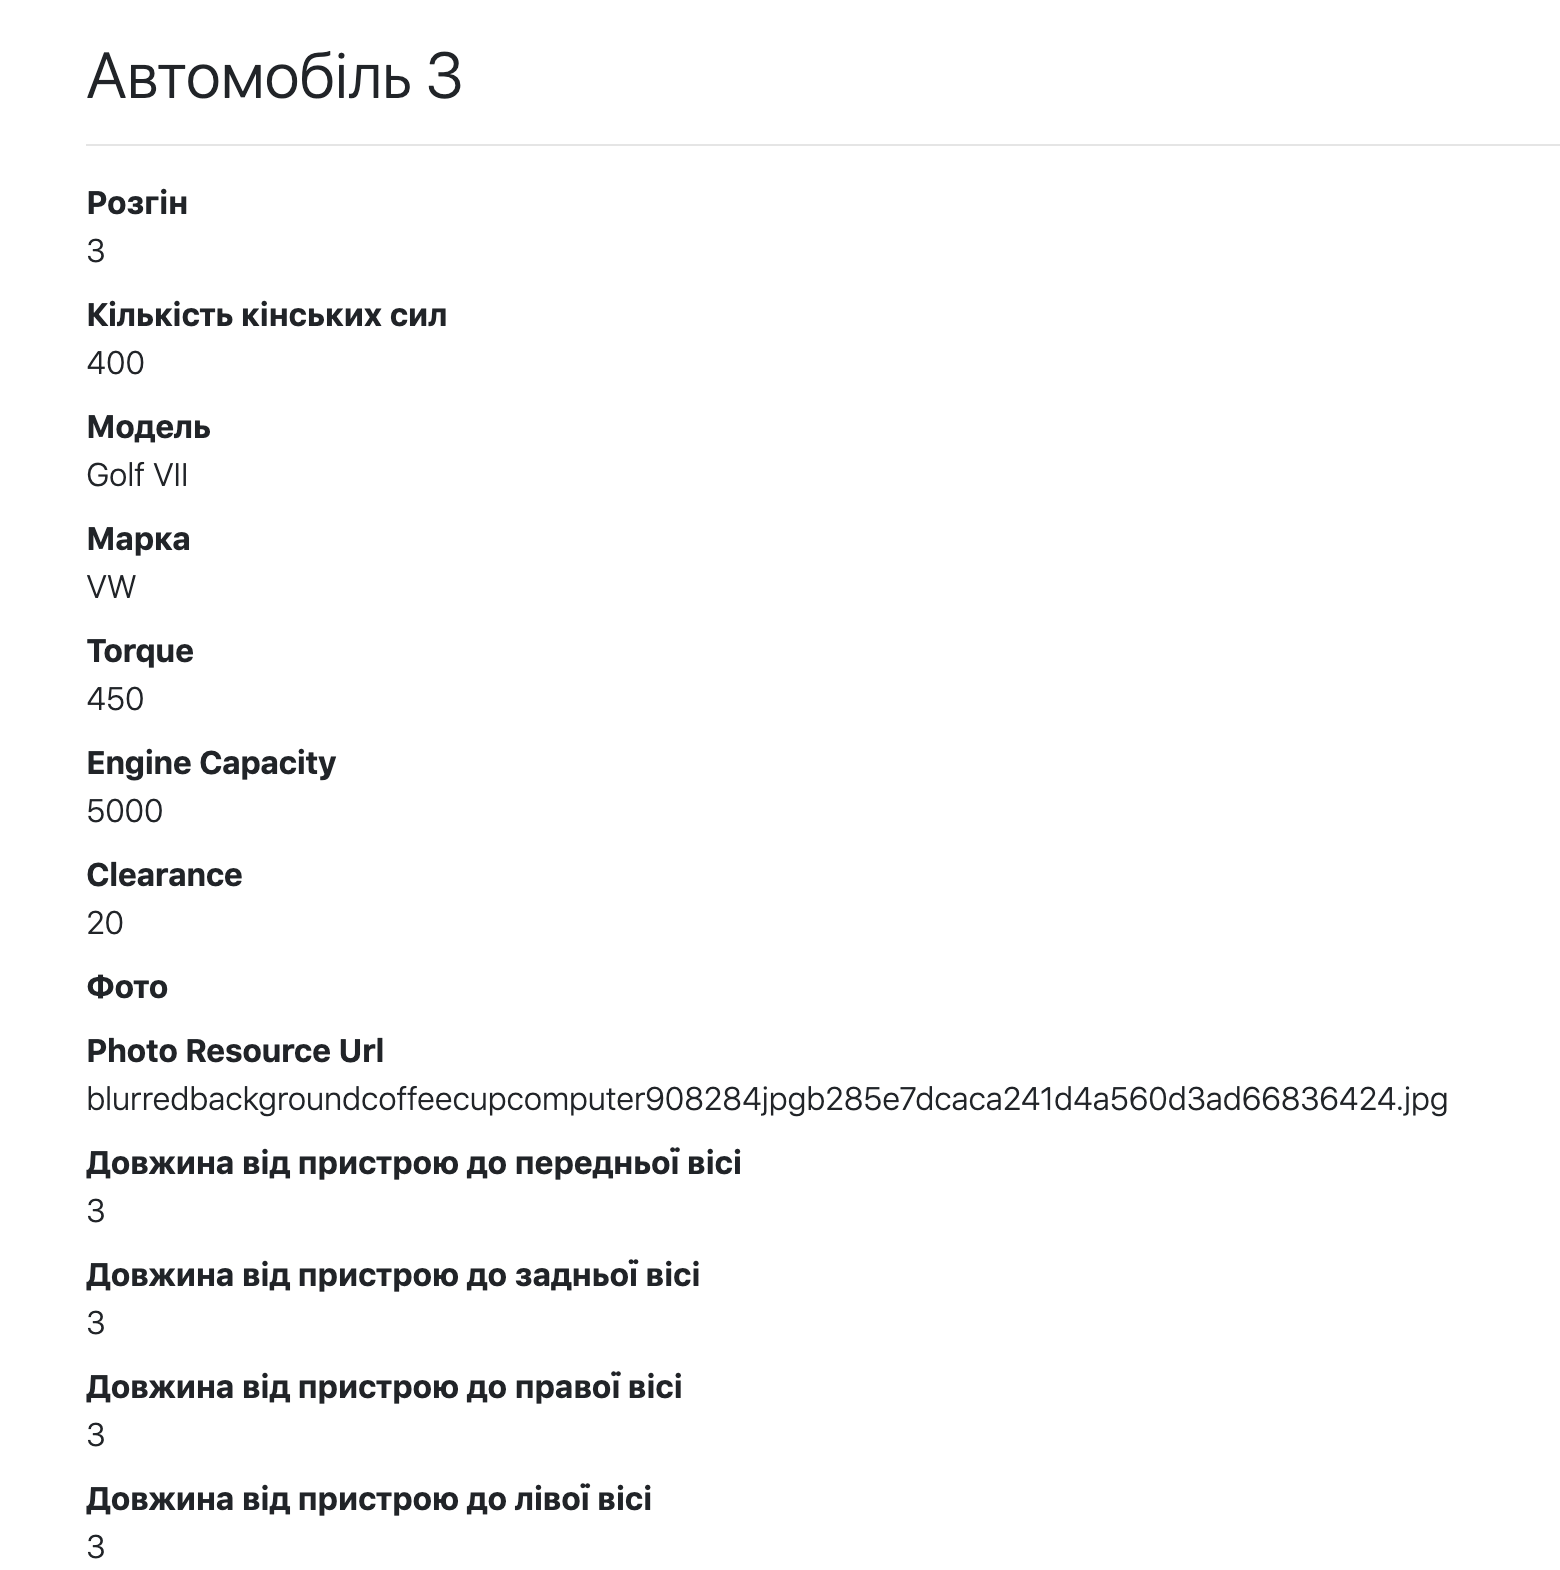 Автомобіль 3
Розгін
3
Кількість кінських сил
400
Модель
Golf VII
Марка
VW
Torque
450
Engine Capacity
5000
Clearance
20
Фото
Photo Resource Url
blurredbackgroundcoffeecupcomputer908284jpgb285e7dcaca241d4a560d3ad66836424.jpg
Довжина від пристрою до передньої вісі
3
Довжина від пристрою до задньої вісі
3
Довжина від пристрою до правої вісі
3
Довжина від пристрою до лівої вісі
3